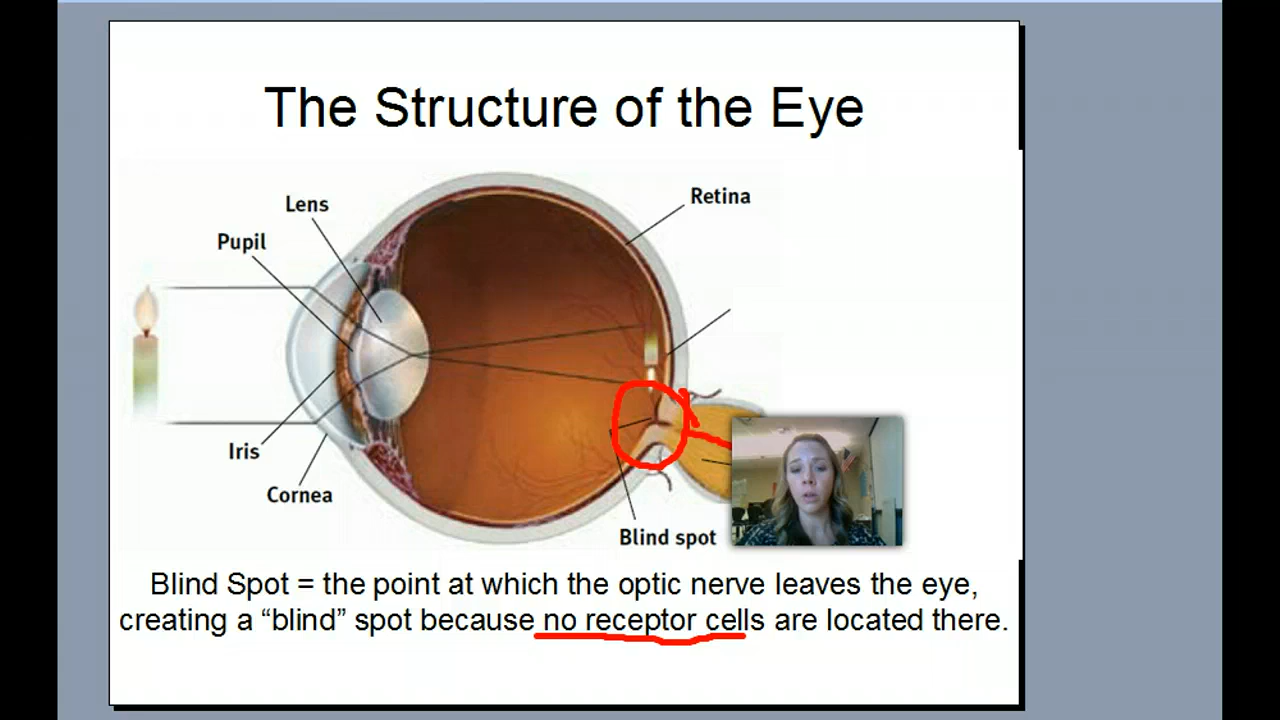 The Structure of the Eye
Lens
Retina
Pupil
Iris
Cornea
Blind spot
Blind Spot = the point at which the optic nerve leaves the eye,
creating a “blind” spot because no receptor cells are located there.